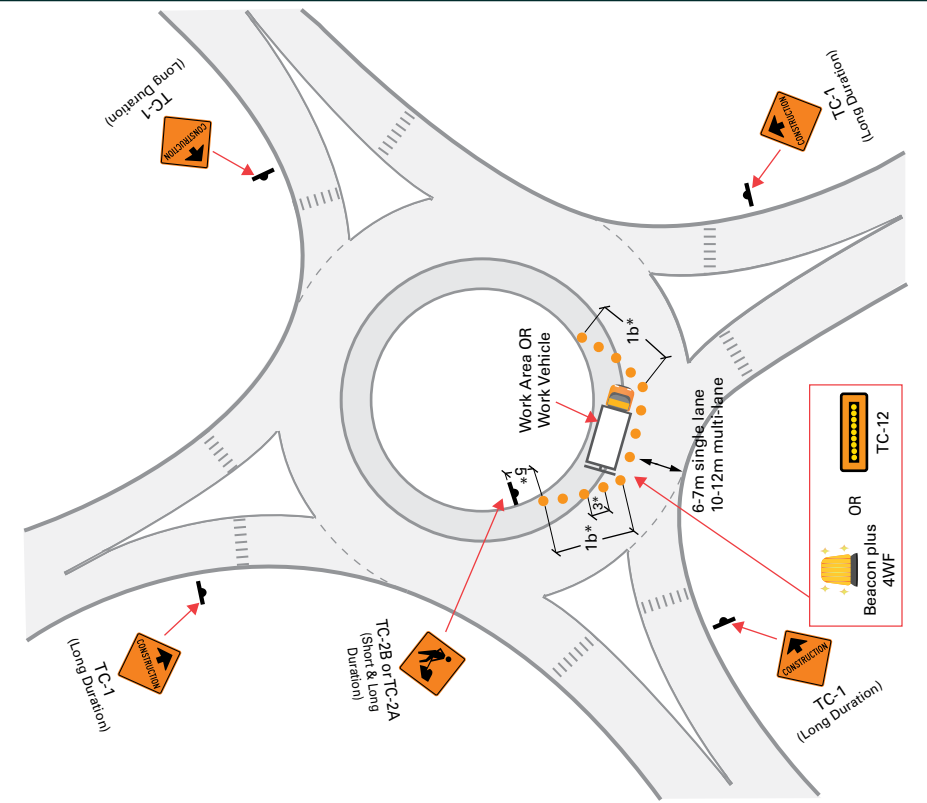 TC-1
(Long Duration)
CONSTRUCTION
TC-1
(Long Duration)
CONSTRUCTION
Work Area OR
Work Vehicle
1b*
6-7m single lane
10-12m multi-lane
5*
3*
1b*
TC-12
OR
Beacon plus
4WF
TC-2B or TC-2A
(Short & Long
Duration)
CONSTRUCTION
TC-1
(Long Duration)
CONSTRUCTION
TC-1
(Long Duration)